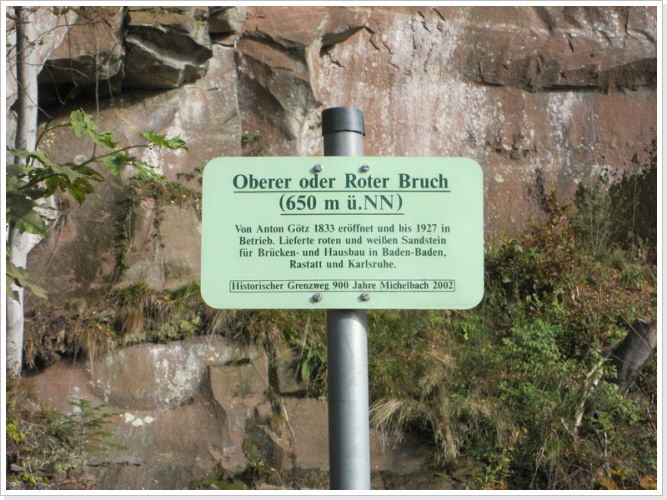 Oberer oder Roter Bruch
(650 m ü.NN)
Von Anton Götz 1833 eröffnet und bis 1927 in
Betrieb. Lieferte roten und weißen Sandstein
für Brücken- und Hausbau in Baden-Baden,
Rastatt und Karlsruhe.
Historischer Grenzweg 900 Jahre Michelbach 2002